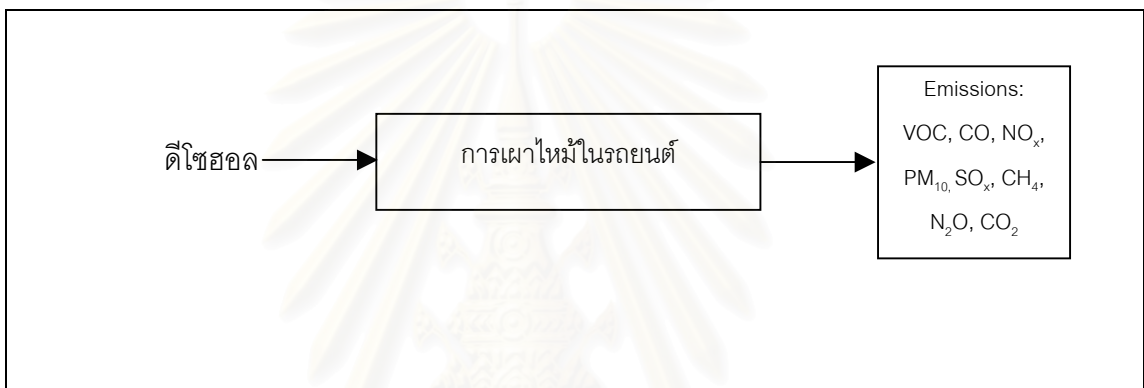 ดีโซฮอล
การเผาไหม้ในรถยนต์
Emissions:
VOC, CO, NOₓ,
PM₁₀, SOₓ, CH₄,
N₂O, CO₂